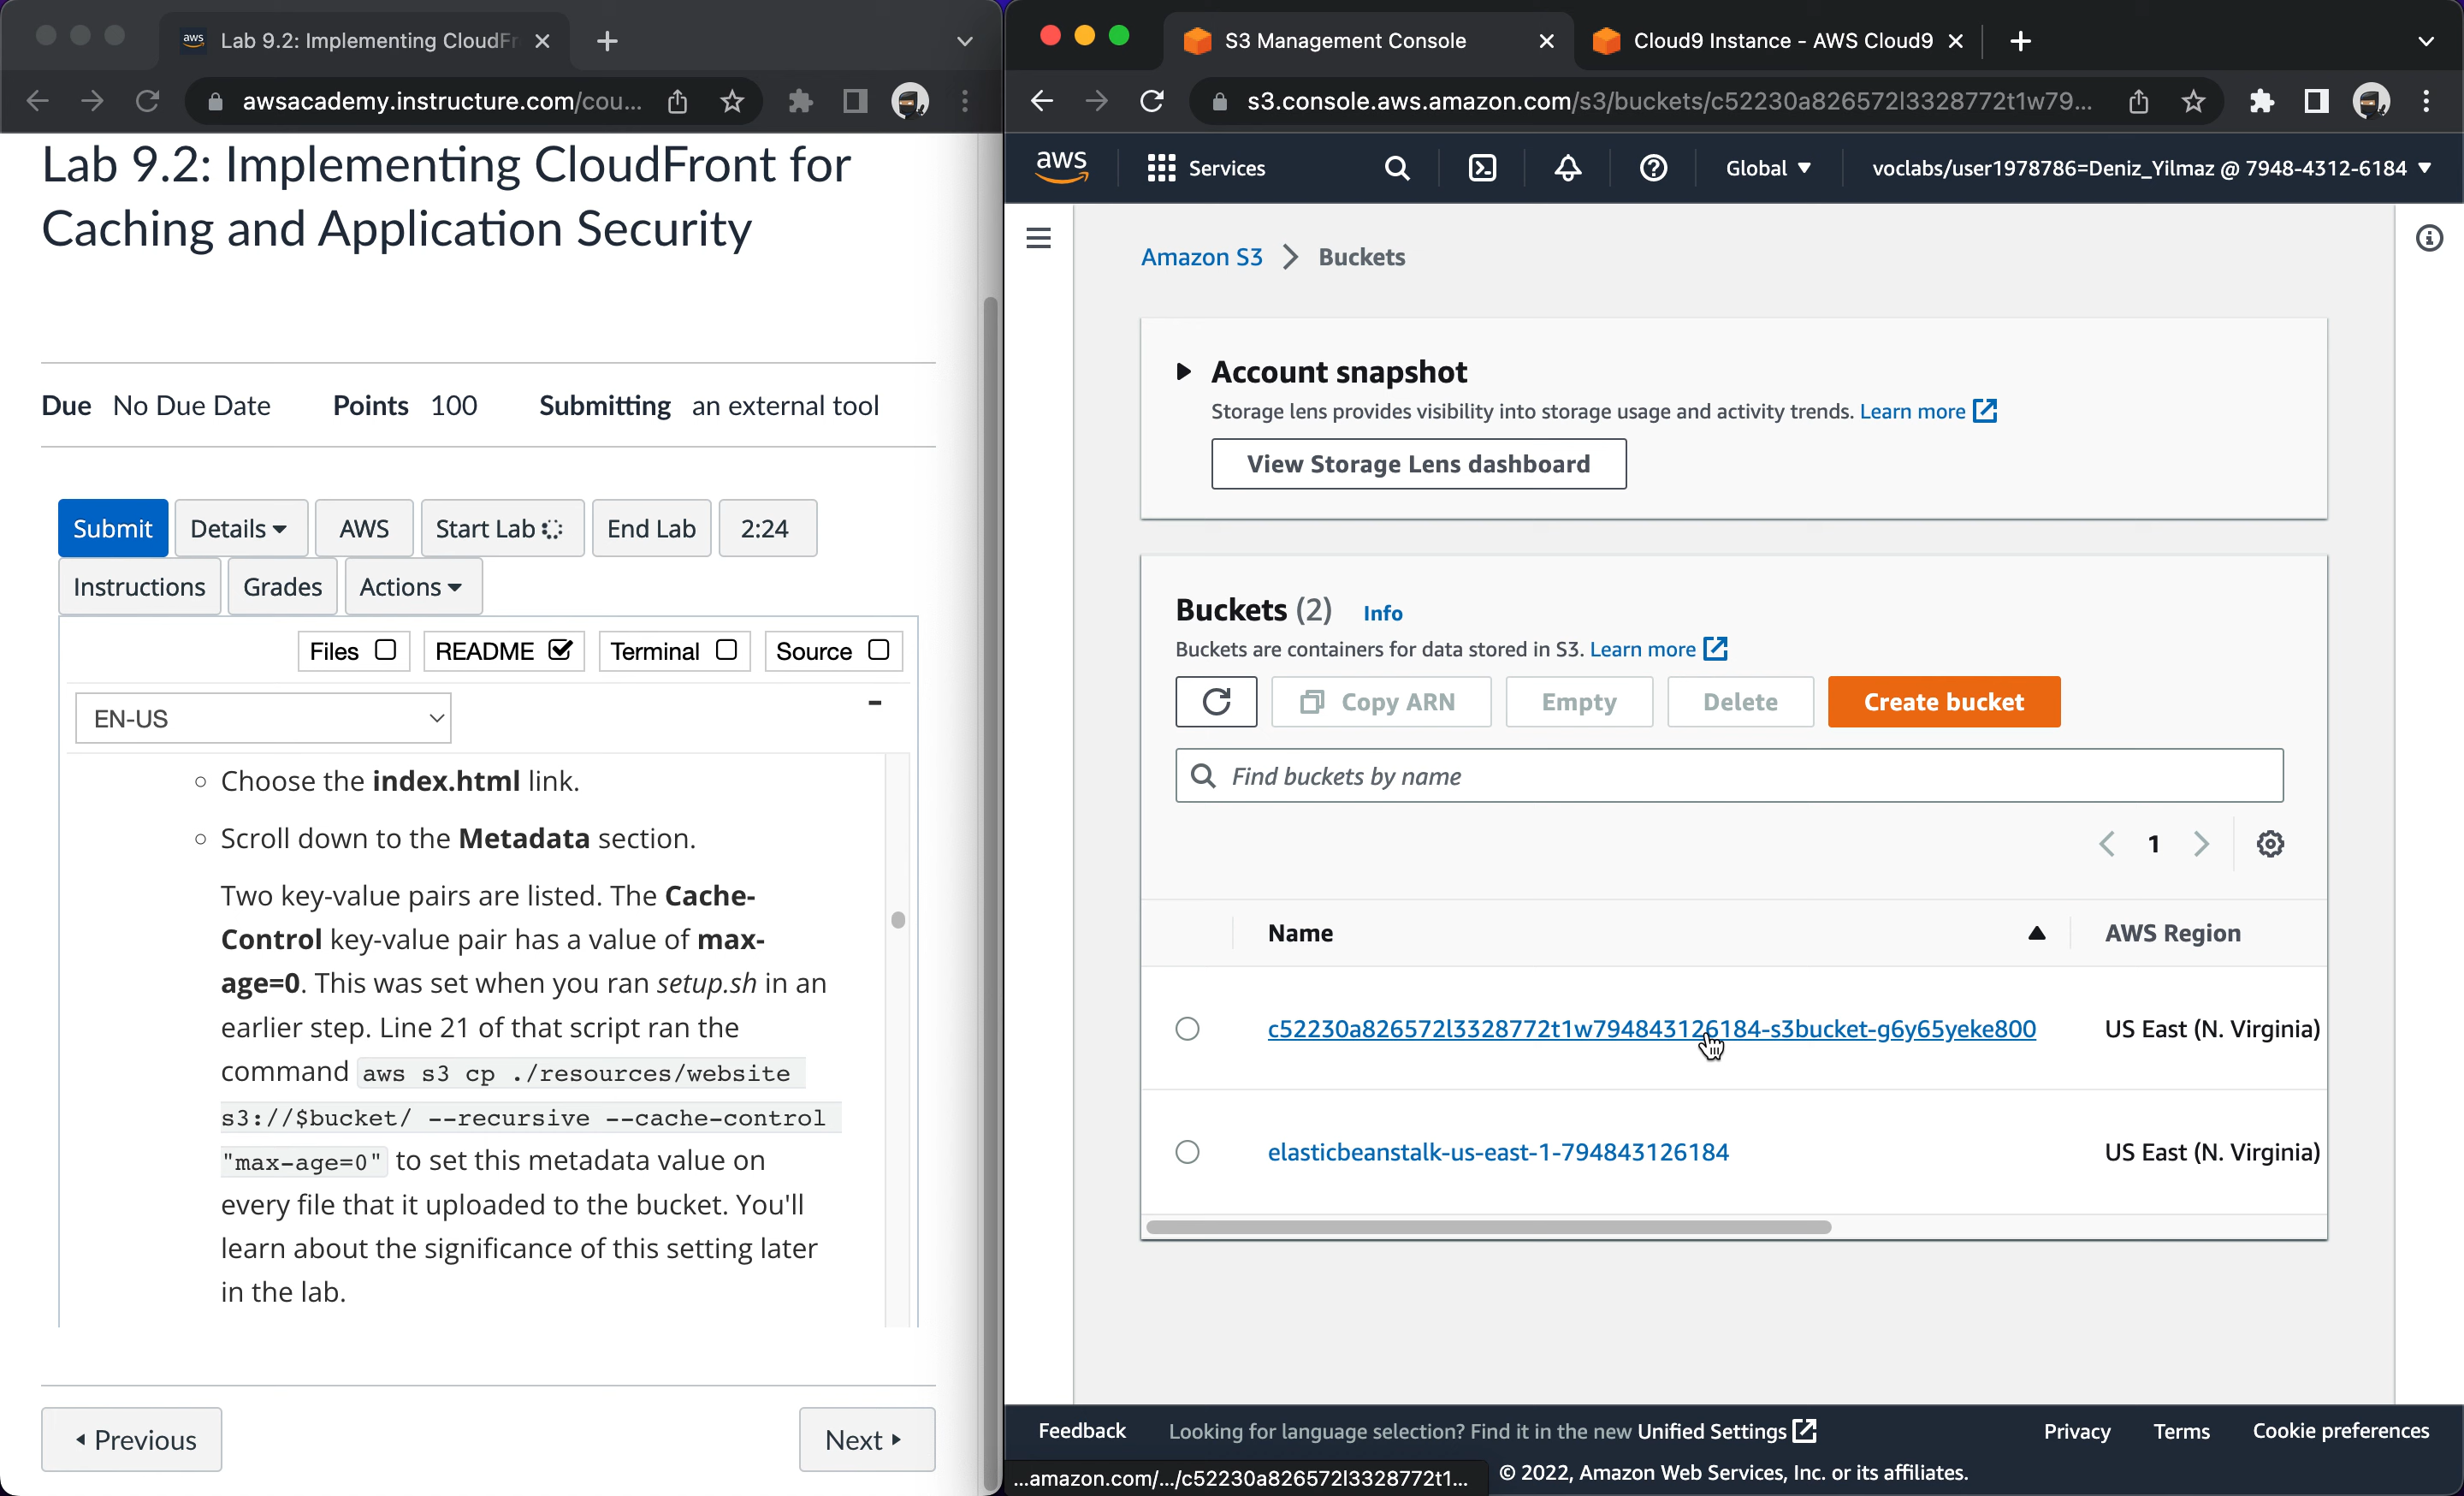 Lab 9.2: Implementing CloudFr
awsacademy.instructure.com/cou...
Lab 9.2: Implementing CloudFront for
Caching and Application Security
Due No Due Date Points 100 Submitting an external tool
Submit Details AWS Start Lab End Lab 2:24
Instructions Grades Actions
Files README Terminal Source
EN-US
Choose the index.html link.
Scroll down to the Metadata section.
Two key-value pairs are listed. The Cache-
Control key-value pair has a value of max-
age=0. This was set when you ran setup.sh in an
earlier step. Line 21 of that script ran the
command aws s3 cp ./resources/website
s3://$bucket/ --recursive --cache-control
"max-age=0" to set this metadata value on
every file that it uploaded to the bucket. You'll
learn about the significance of this setting later
in the lab.
Previous Next
S3 Management Console Cloud9 Instance - AWS Cloud9
s3.console.aws.amazon.com/s3/buckets/c52230a826572l3328772t1w79...
aws Services Global voclabs/user1978786=Deniz_Yilmaz @ 7948-4312-6184
Amazon S3 > Buckets
Account snapshot
Storage lens provides visibility into storage usage and activity trends. Learn more
View Storage Lens dashboard
Buckets (2) Info
Buckets are containers for data stored in S3. Learn more
Copy ARN Empty Delete Create bucket
Find buckets by name
1
Name AWS Region
c52230a826572l3328772t1w794843126184-s3bucket-g6y65yeke800 US East (N. Virginia)
elasticbeanstalk-us-east-1-794843126184 US East (N. Virginia)
Feedback Looking for language selection? Find it in the new Unified Settings Privacy Terms Cookie preferences
...amazon.com/.../c52230a826572l3328772t1... © 2022, Amazon Web Services, Inc. or its affiliates.